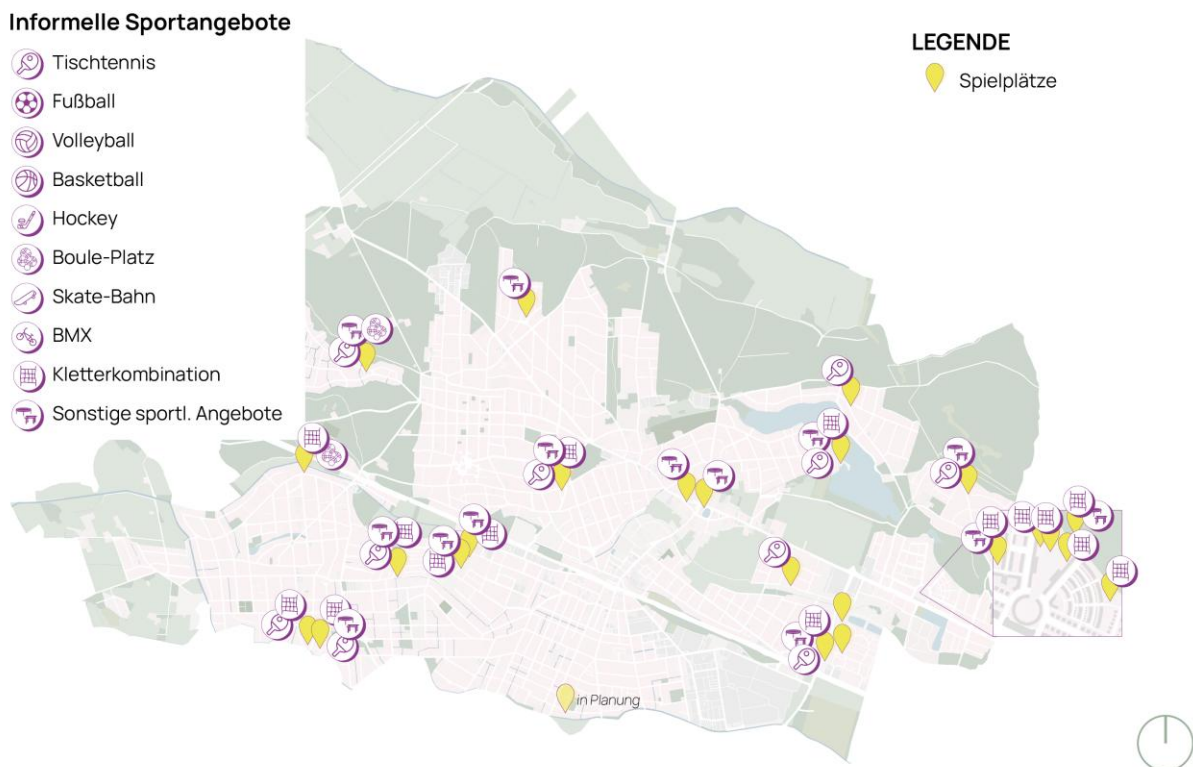 Informelle Sportangebote
Tischtennis
Fußball
Volleyball
Basketball
Hockey
Boule-Platz
Skate-Bahn
BMX
Kletterkombination
Sonstige sportl. Angebote
LEGENDE
Spielplätze
in Planung